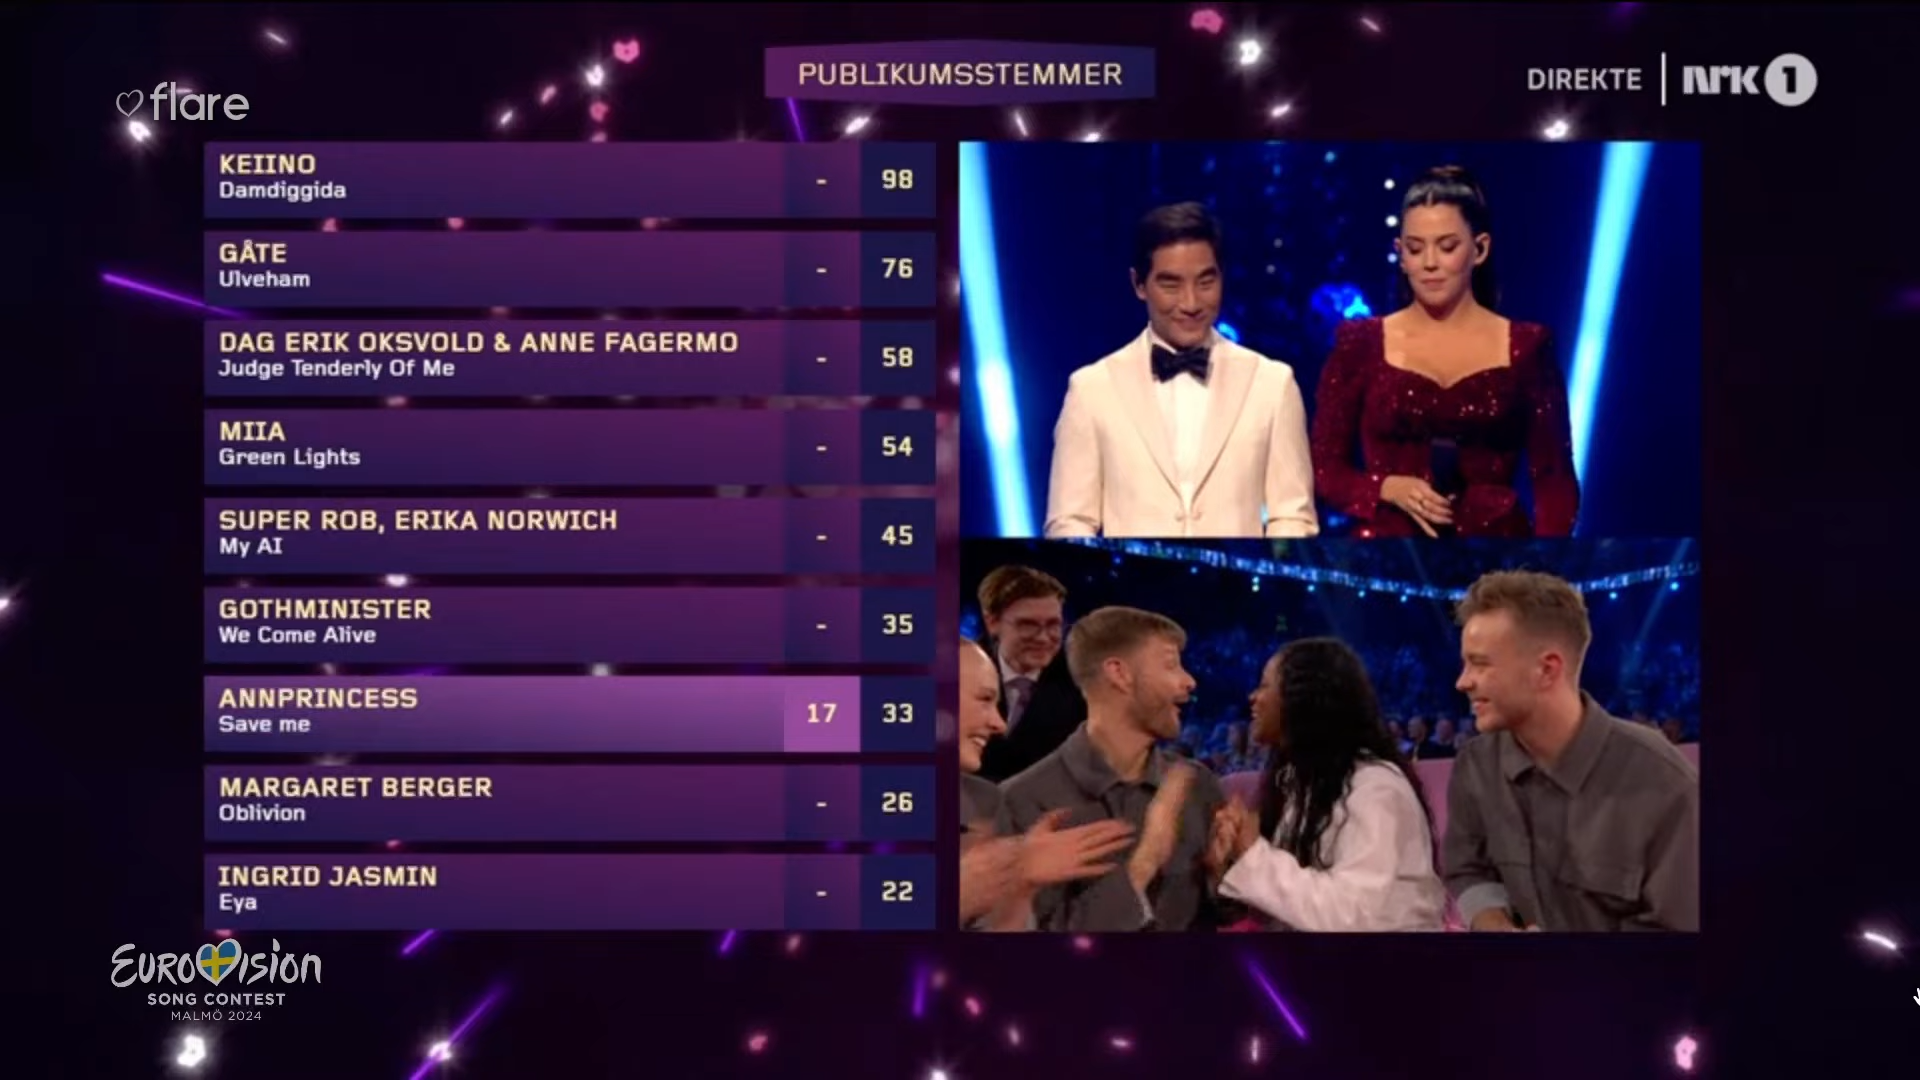 PUBLIKUMSSTEMMER
DIREKTE NRK 1
flare
KEIINO - 98
Damdiggida
GÅTE - 76
Ulveham
DAG ERIK OKSVOLD & ANNE FAGERMO - 58
Judge Tenderly Of Me
MIIA - 54
Green Lights
SUPER ROB, ERIKA NORWICH - 45
My AI
GOTHMINISTER - 35
We Come Alive
ANNPRINCESS 17 33
Save me
MARGARET BERGER - 26
Oblivion
INGRID JASMIN - 22
Eya
EUROVISION
SONG CONTEST
MALMÖ 2024